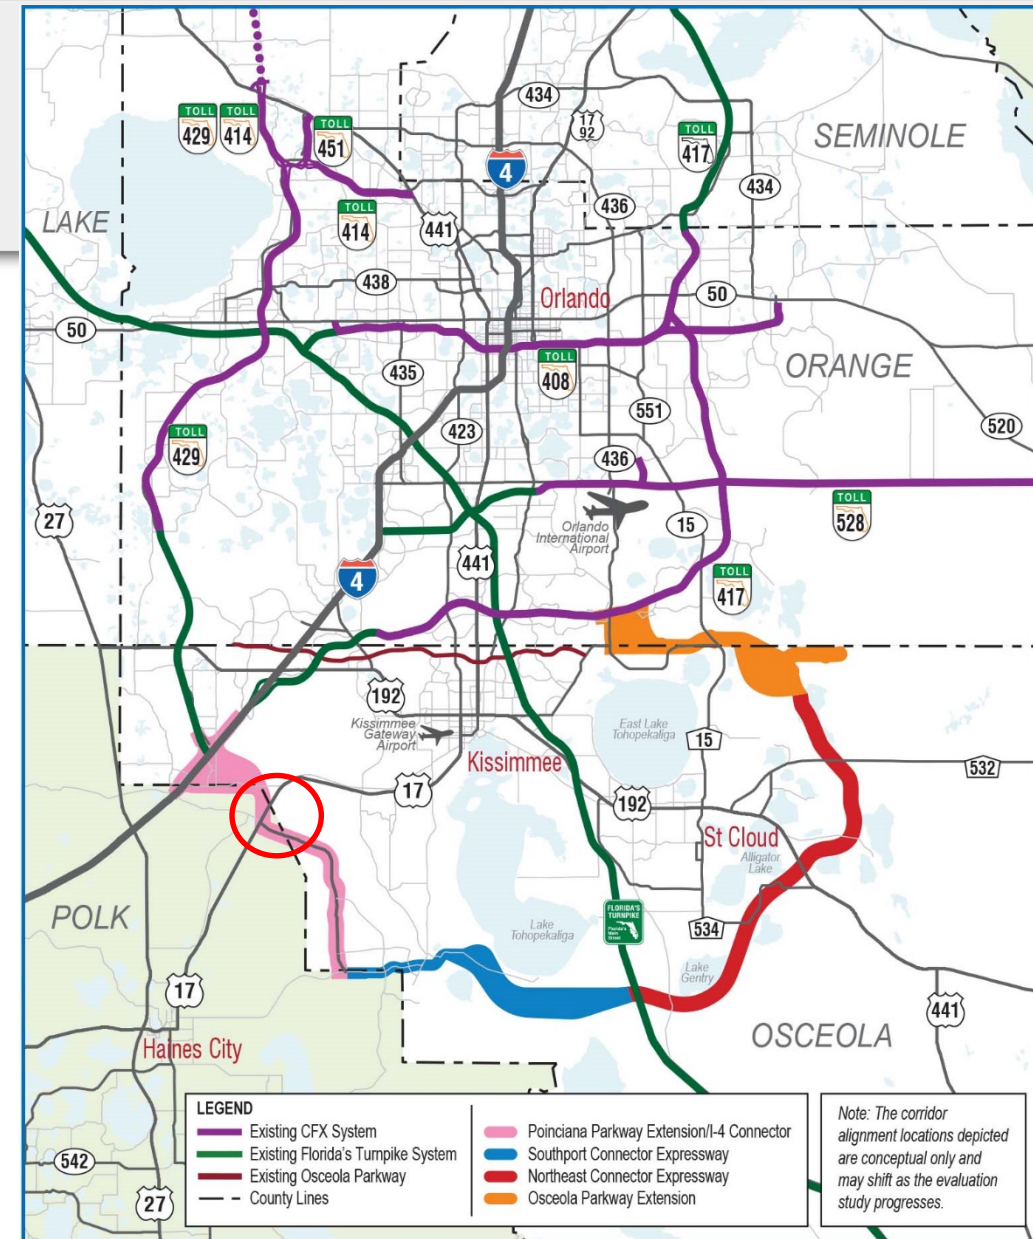 434
17
92
TOLL
429
TOLL
414
TOLL
451
TOLL
417
SEMINOLE
4
434
436
LAKE
TOLL
414
441
438
50
Orlando
50
ORANGE
435
TOLL
408
551
423
520
TOLL
429
436
27
TOLL
528
Orlando
International
Airport
15
441
4
TOLL
417
192
East Lake
Tohopekaliga
Kissimmee
Gateway
Airport
15
Kissimmee
532
17
192
St Cloud
Alligator
Lake
POLK
FLORIDA'S
TURNPIKE
Florida's
Main
Street
Lake
Tohopekaliga
534
Lake
Gentry
17
441
OSCEOLA
Haines City
542
27
LEGEND
Existing CFX System
Existing Florida's Turnpike System
Existing Osceola Parkway
County Lines
Poinciana Parkway Extension/I-4 Connector
Southport Connector Expressway
Northeast Connector Expressway
Osceola Parkway Extension
Note: The corridor
alignment locations depicted
are conceptual only and
may shift as the evaluation
study progresses.